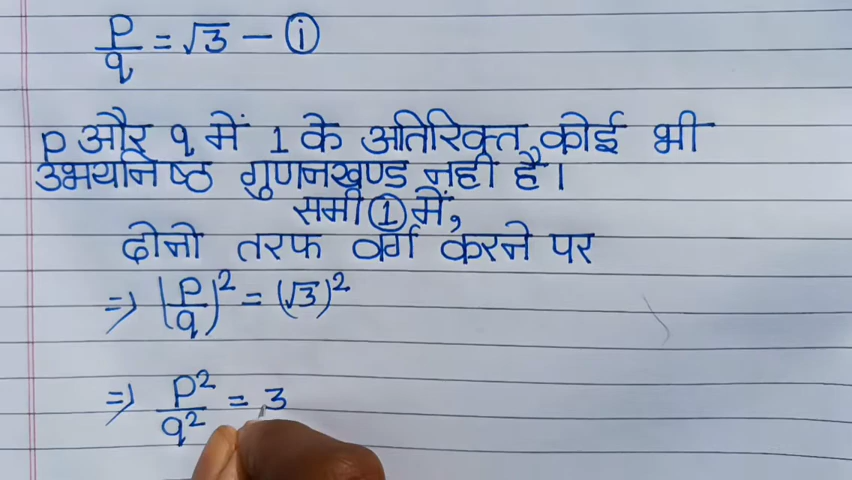 p/q = √3 – (i)
p और q में 1 के अतिरिक्त कोई भी
उभयनिष्ठ गुणनखण्ड नही है।
समी (1) में,
दोनो तरफ वर्ग करने पर
⇒ (p/q)² = (√3)²
⇒ p²/q² = 3